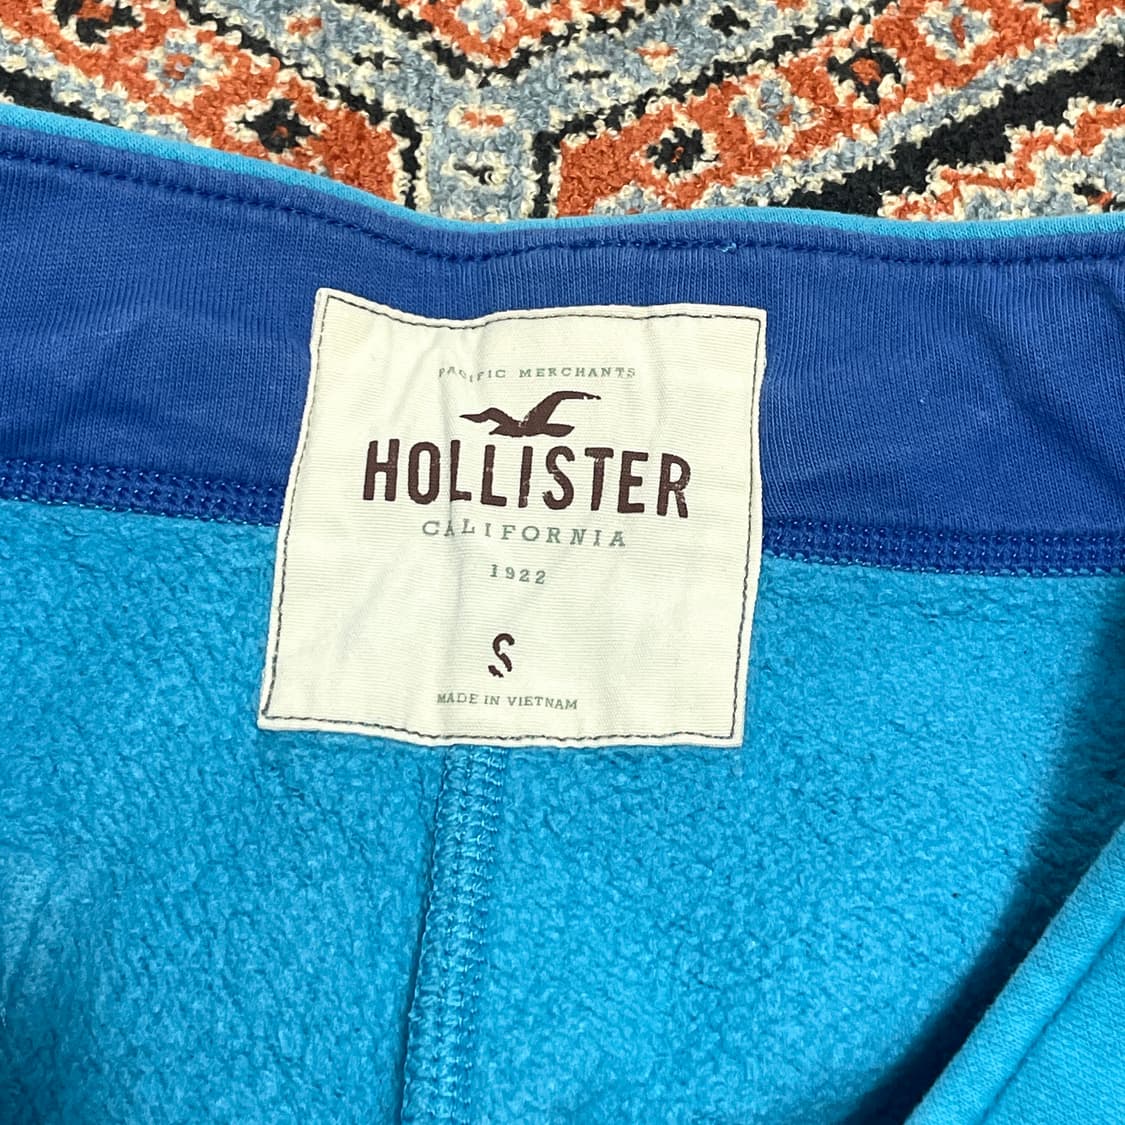 PACIFIC MERCHANTS
HOLLISTER
CALIFORNIA
1922
S
MADE IN VIETNAM